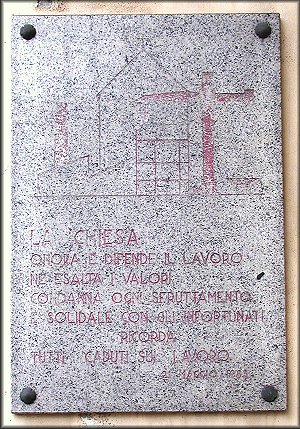 LA CHIESA
ONORA E DIFENDE IL LAVORO
NE ESALTA I VALORI
CONDANNA OGNI SFRUTTAMENTO
È SOLIDALE CON GLI INFORTUNATI
RICORDA
TUTTI I CADUTI SUL LAVORO
MAGGIO